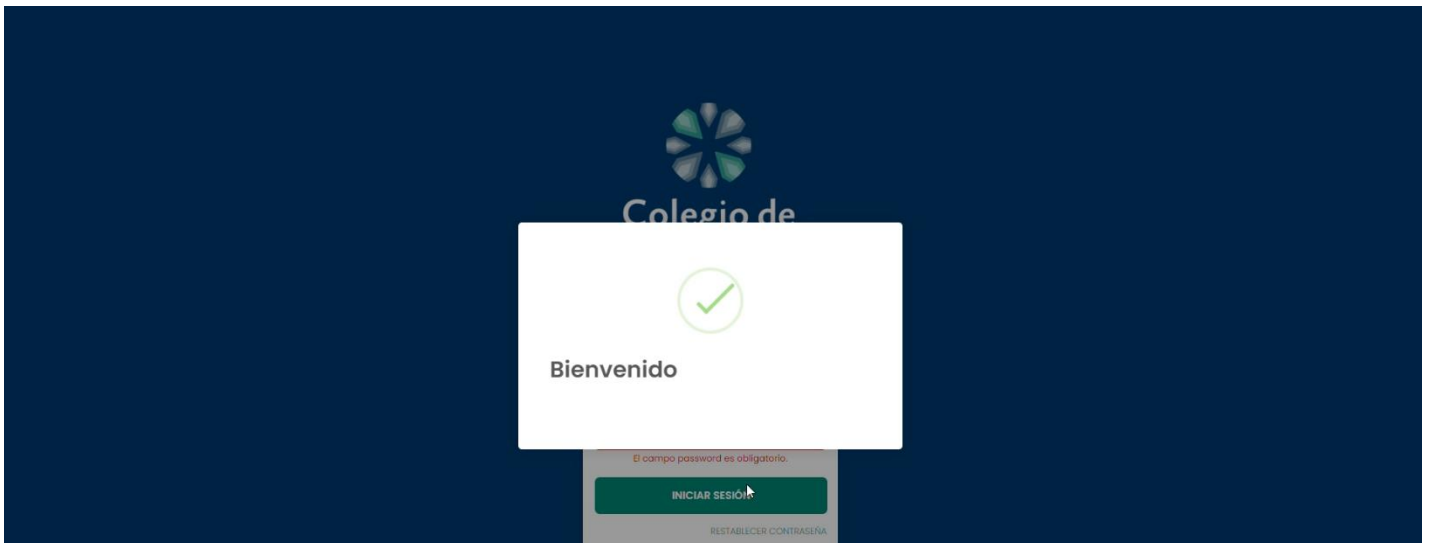 Colegio de
Bienvenido
El campo password es obligatorio.
INICIAR SESIÓN
RESTABLECER CONTRASEÑA